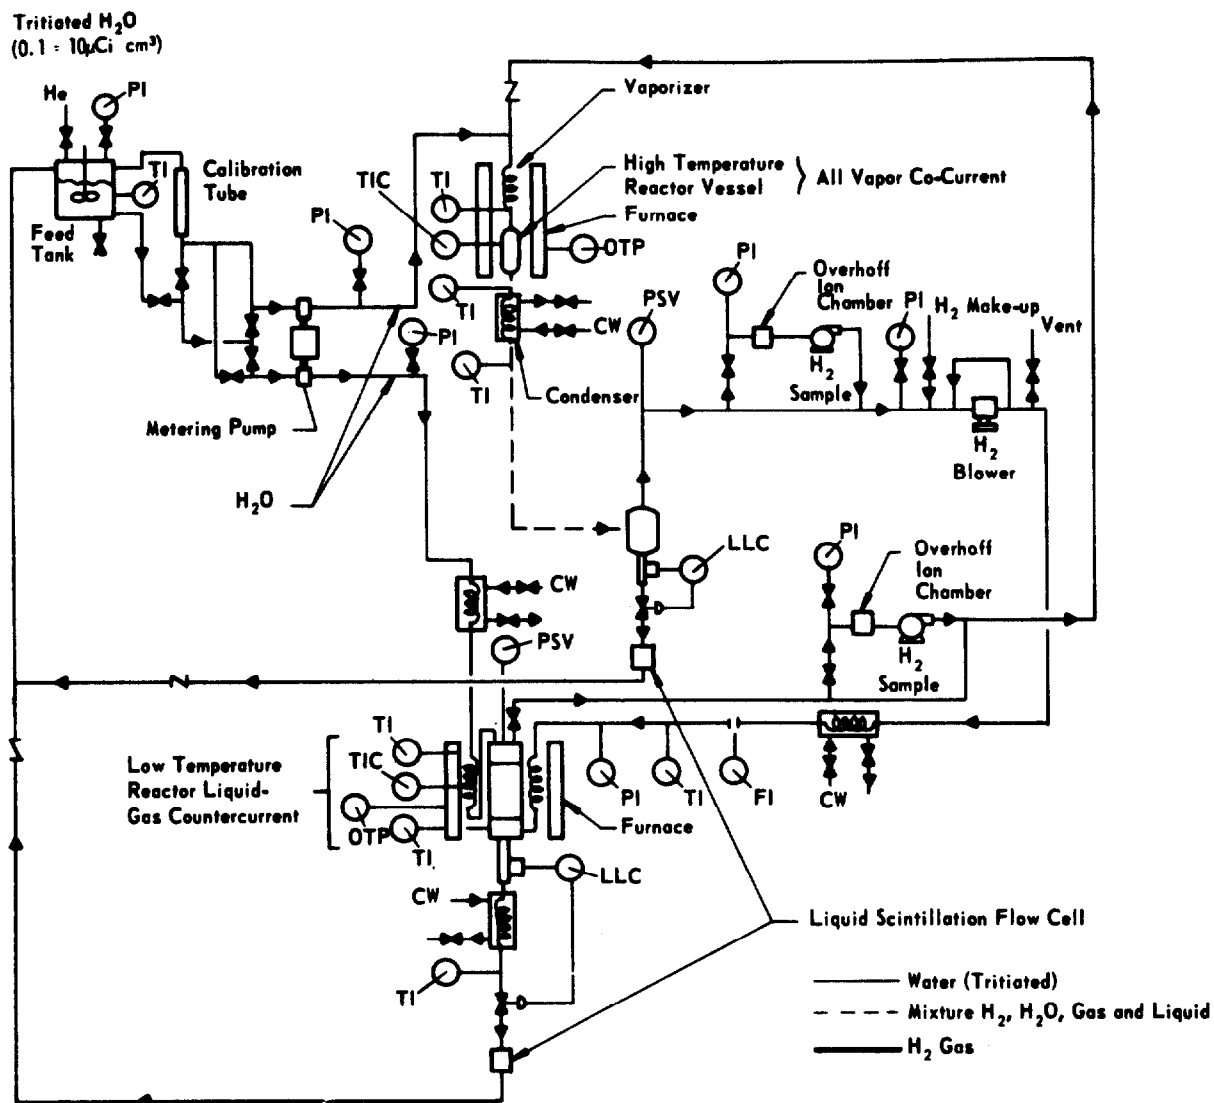 Tritiated H₂O
(0.1 = 10μCi cm³)
He
PI
TI
Calibration
Tube
Feed
Tank
PI
TIC
TI
Vaporizer
High Temperature
Reactor Vessel
All Vapor Co-Current
Furnace
OTP
TI
CW
TI
Condenser
PI
Metering Pump
H₂O
PSV
PI
Overhoff
Ion
Chamber
H₂
Sample
PI
H₂ Make-up
Vent
H₂
Blower
LLC
PI
Overhoff
Ion
Chamber
H₂
Sample
CW
PSV
TI
TIC
OTP
TI
Low Temperature
Reactor Liquid-
Gas Countercurrent
PI
TI
FI
CW
Furnace
LLC
CW
TI
Liquid Scintillation Flow Cell
Water (Tritiated)
Mixture H₂, H₂O, Gas and Liquid
H₂ Gas